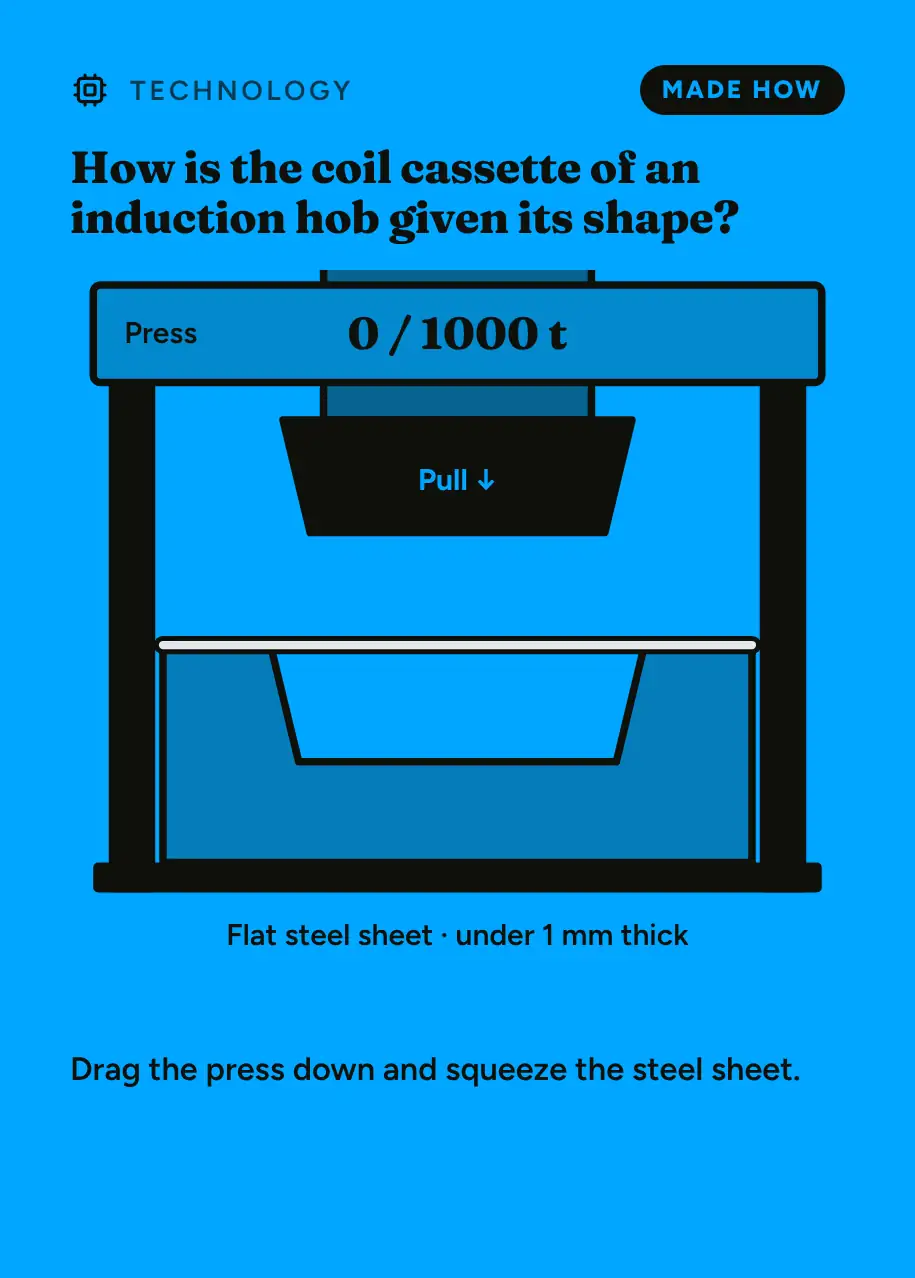 TECHNOLOGY
MADE HOW
How is the coil cassette of an
induction hob given its shape?
Press
0 / 1000 t
Pull ↓
Flat steel sheet · under 1 mm thick
Drag the press down and squeeze the steel sheet.